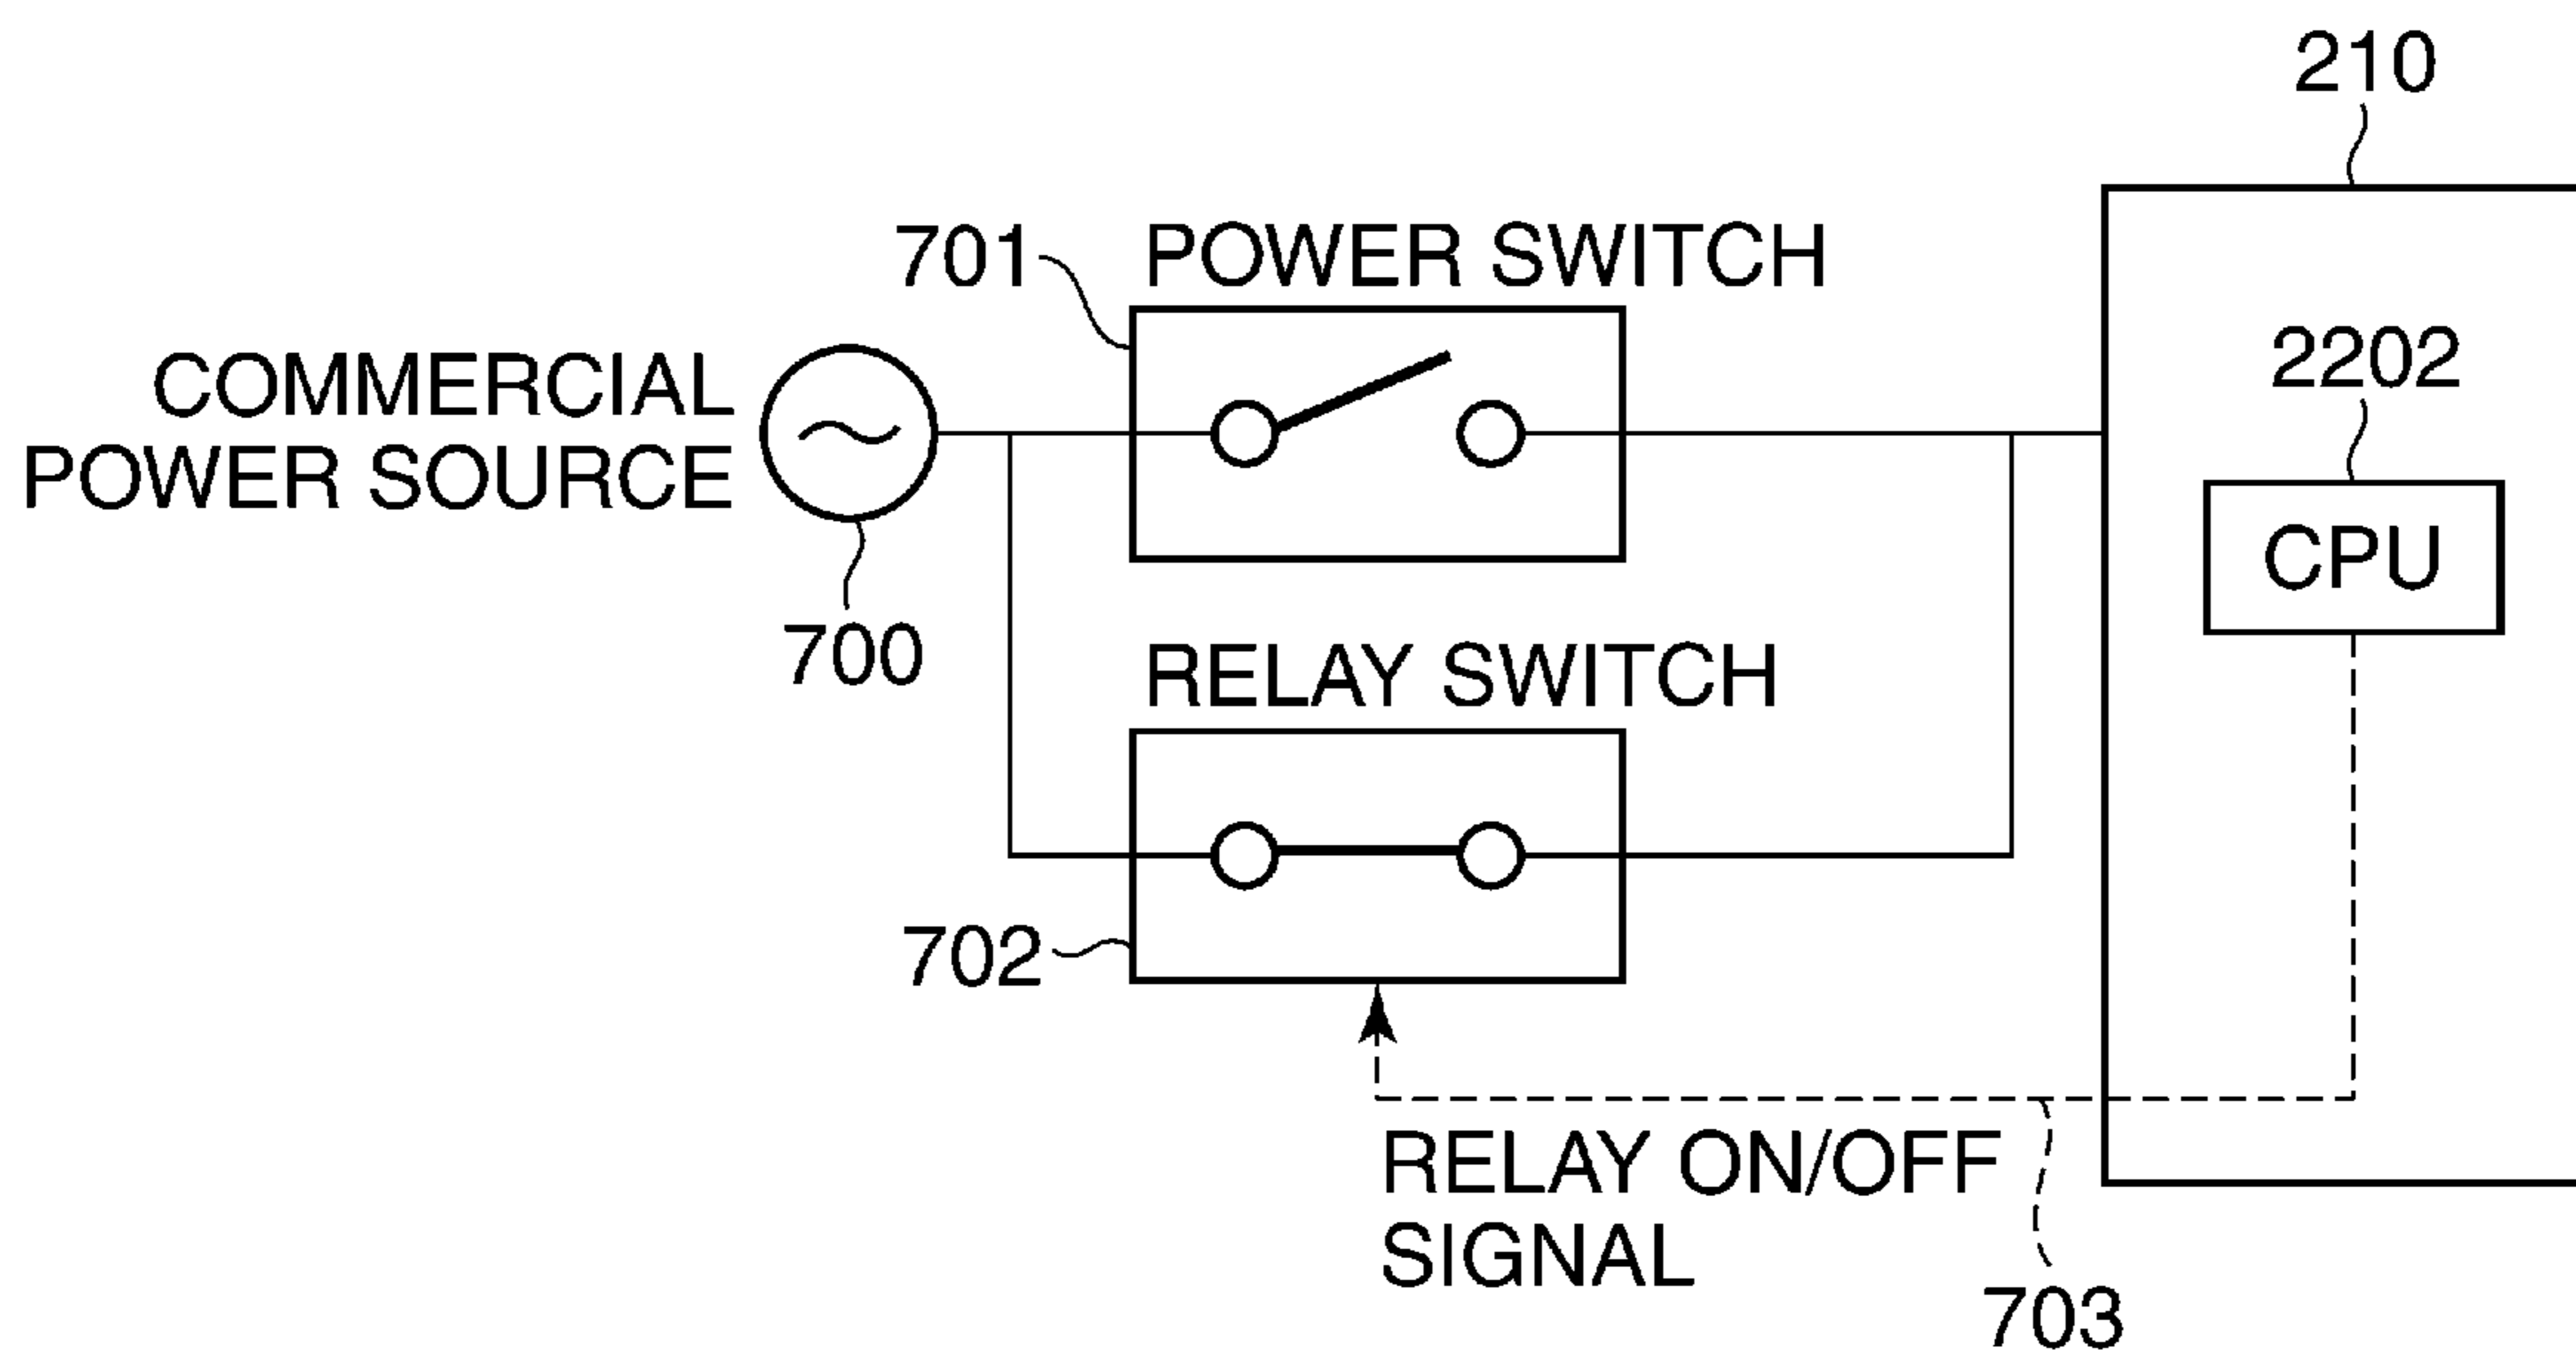 210
701
POWER SWITCH
2202
COMMERCIAL
POWER SOURCE
CPU
700
RELAY SWITCH
702
RELAY ON/OFF
SIGNAL
703